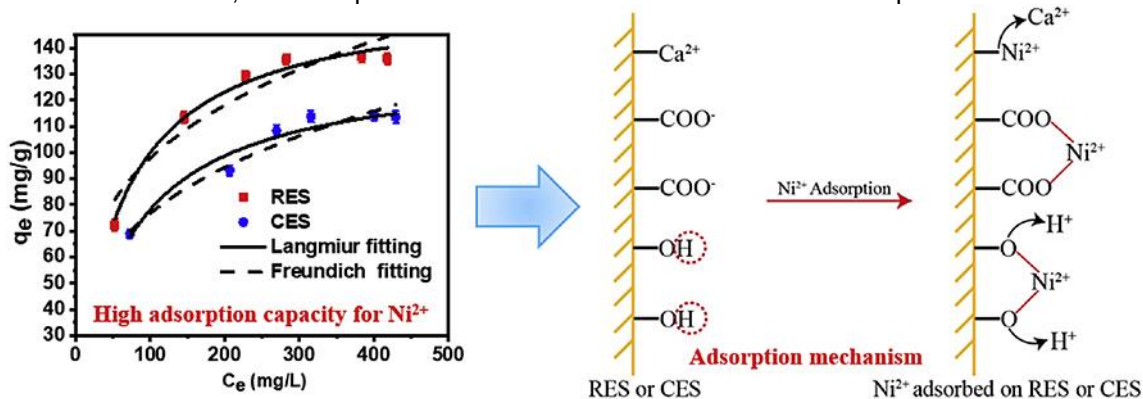 140
130
120
110
100
90
80
70
60
50
40
30
qe (mg/g)
RES
CES
Langmiur fitting
Freundich fitting
High adsorption capacity for Ni²⁺
0 100 200 300 400 500
Ce (mg/L)
Ca²⁺
COO⁻
COO⁻
OH
OH
RES or CES
Ni²⁺ Adsorption
Adsorption mechanism
Ca²⁺
Ni²⁺
COO
Ni²⁺
COO
H⁺
O
Ni²⁺
O
H⁺
Ni²⁺ adsorbed on RES or CES